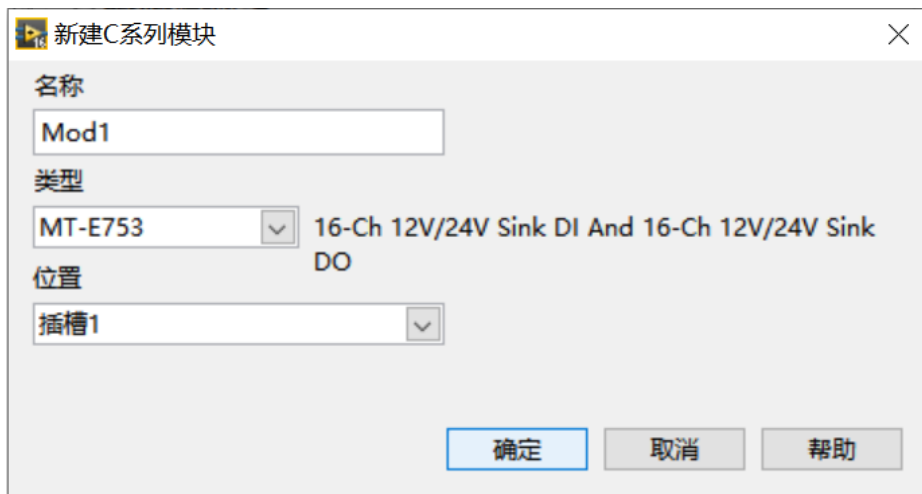 新建C系列模块
名称
Mod1
类型
MT-E753
16-Ch 12V/24V Sink DI And 16-Ch 12V/24V Sink
DO
位置
插槽1
确定
取消
帮助